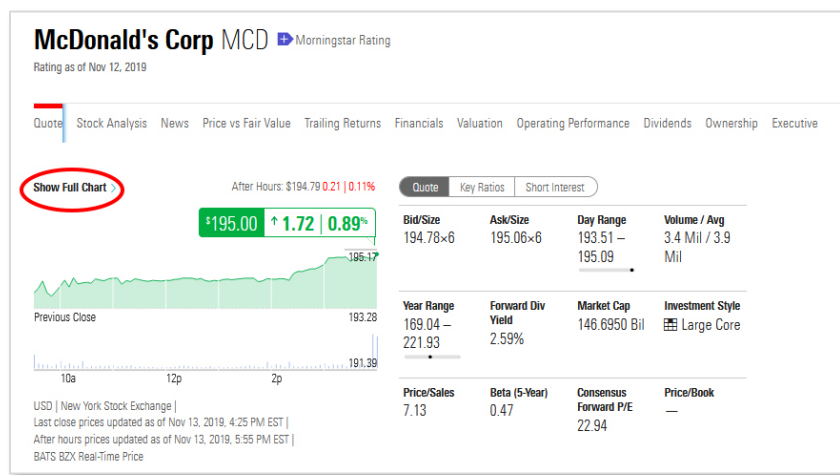 McDonald's Corp MCD + Morningstar Rating
Rating as of Nov 12, 2019
Quote Stock Analysis News Price vs Fair Value Trailing Returns Financials Valuation Operating Performance Dividends Ownership Executive
Show Full Chart >
After Hours: $194.79 0.21 | 0.11%
$195.00 ↑ 1.72 | 0.89%
195.17
Previous Close 193.28
191.39
10a 12p 2p
USD | New York Stock Exchange |
Last close prices updated as of Nov 13, 2019, 4:25 PM EST |
After hours prices updated as of Nov 13, 2019, 5:55 PM EST |
BATS BZX Real-Time Price
Quote Key Ratios Short Interest
Bid/Size
194.78×6
Ask/Size
195.06×6
Day Range
193.51 –
195.09
Volume / Avg
3.4 Mil / 3.9
Mil
Year Range
169.04 –
221.93
Forward Div
Yield
2.59%
Market Cap
146.6950 Bil
Investment Style
Large Core
Price/Sales
7.13
Beta (5-Year)
0.47
Consensus
Forward P/E
22.94
Price/Book
—